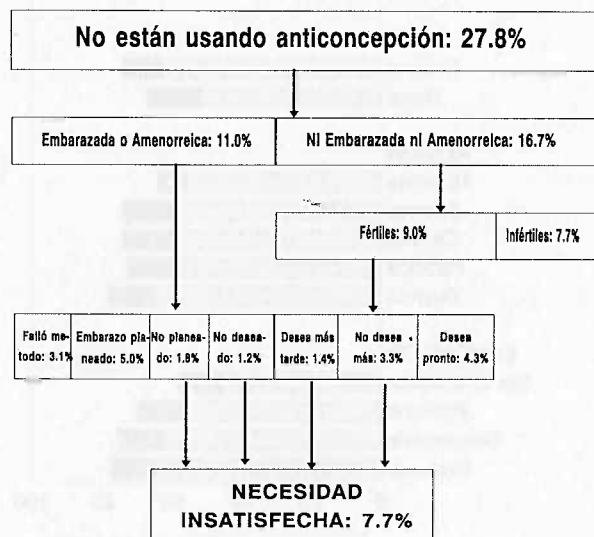 No están usando anticoncepción: 27.8%
Embarazada o Amenorreica: 11.0%
Ni Embarazada ni Amenorreica: 16.7%
Fértiles: 9.0%
Infértiles: 7.7%
Falló me-
todo: 3.1%
Embarazo pla-
neado: 5.0%
No planea-
do: 1.8%
No desea-
do: 1.2%
Desea más
tarde: 1.4%
No desea
más: 3.3%
Desea
pronto: 4.3%
NECESIDAD
INSATISFECHA: 7.7%